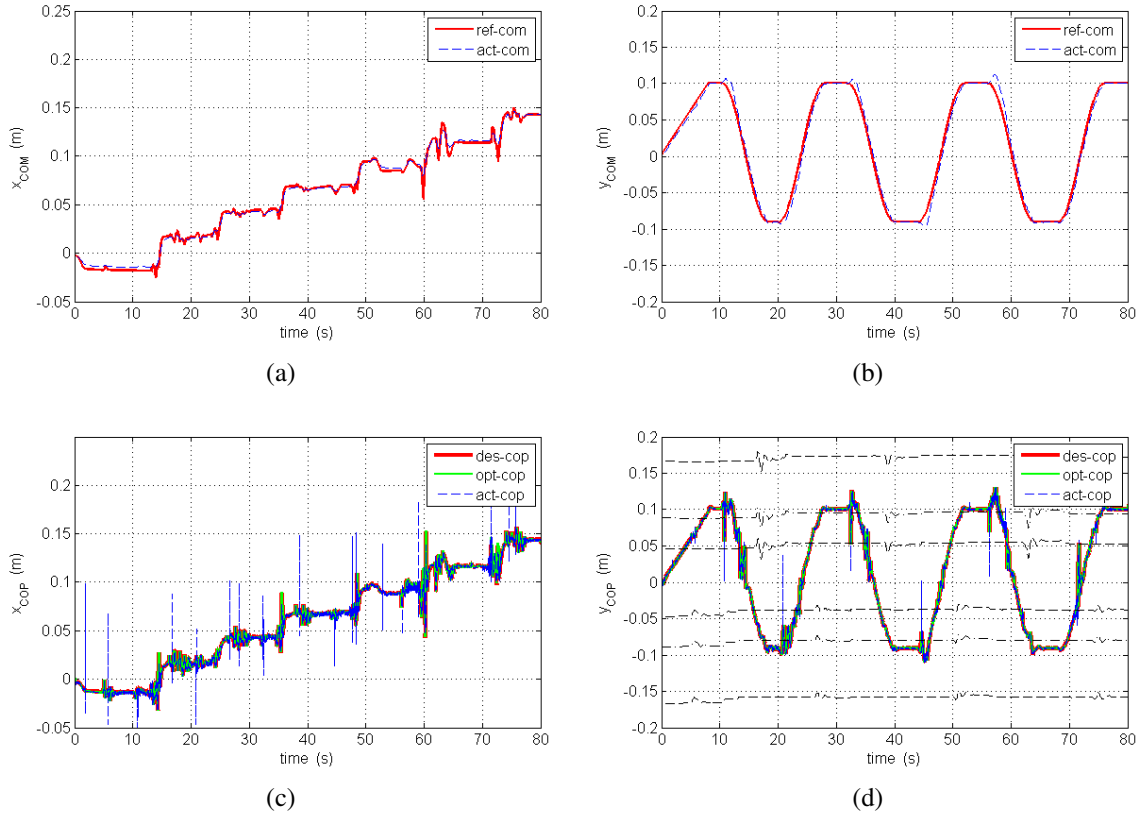 0.25
0.2
0.15
0.1
0.05
0
-0.05
x_COM (m)
ref-com
act-com
0 10 20 30 40 50 60 70 80
time (s)
(a)
0.2
0.15
0.1
0.05
0
-0.05
-0.1
-0.15
-0.2
y_COM (m)
ref-com
act-com
0 10 20 30 40 50 60 70 80
time (s)
(b)
0.2
0.15
0.1
0.05
0
-0.05
x_COP (m)
des-cop
opt-cop
act-cop
0 10 20 30 40 50 60 70 80
time (s)
(c)
0.2
0.15
0.1
0.05
0
-0.05
-0.1
-0.15
-0.2
y_COP (m)
des-cop
opt-cop
act-cop
0 10 20 30 40 50 60 70 80
time (s)
(d)